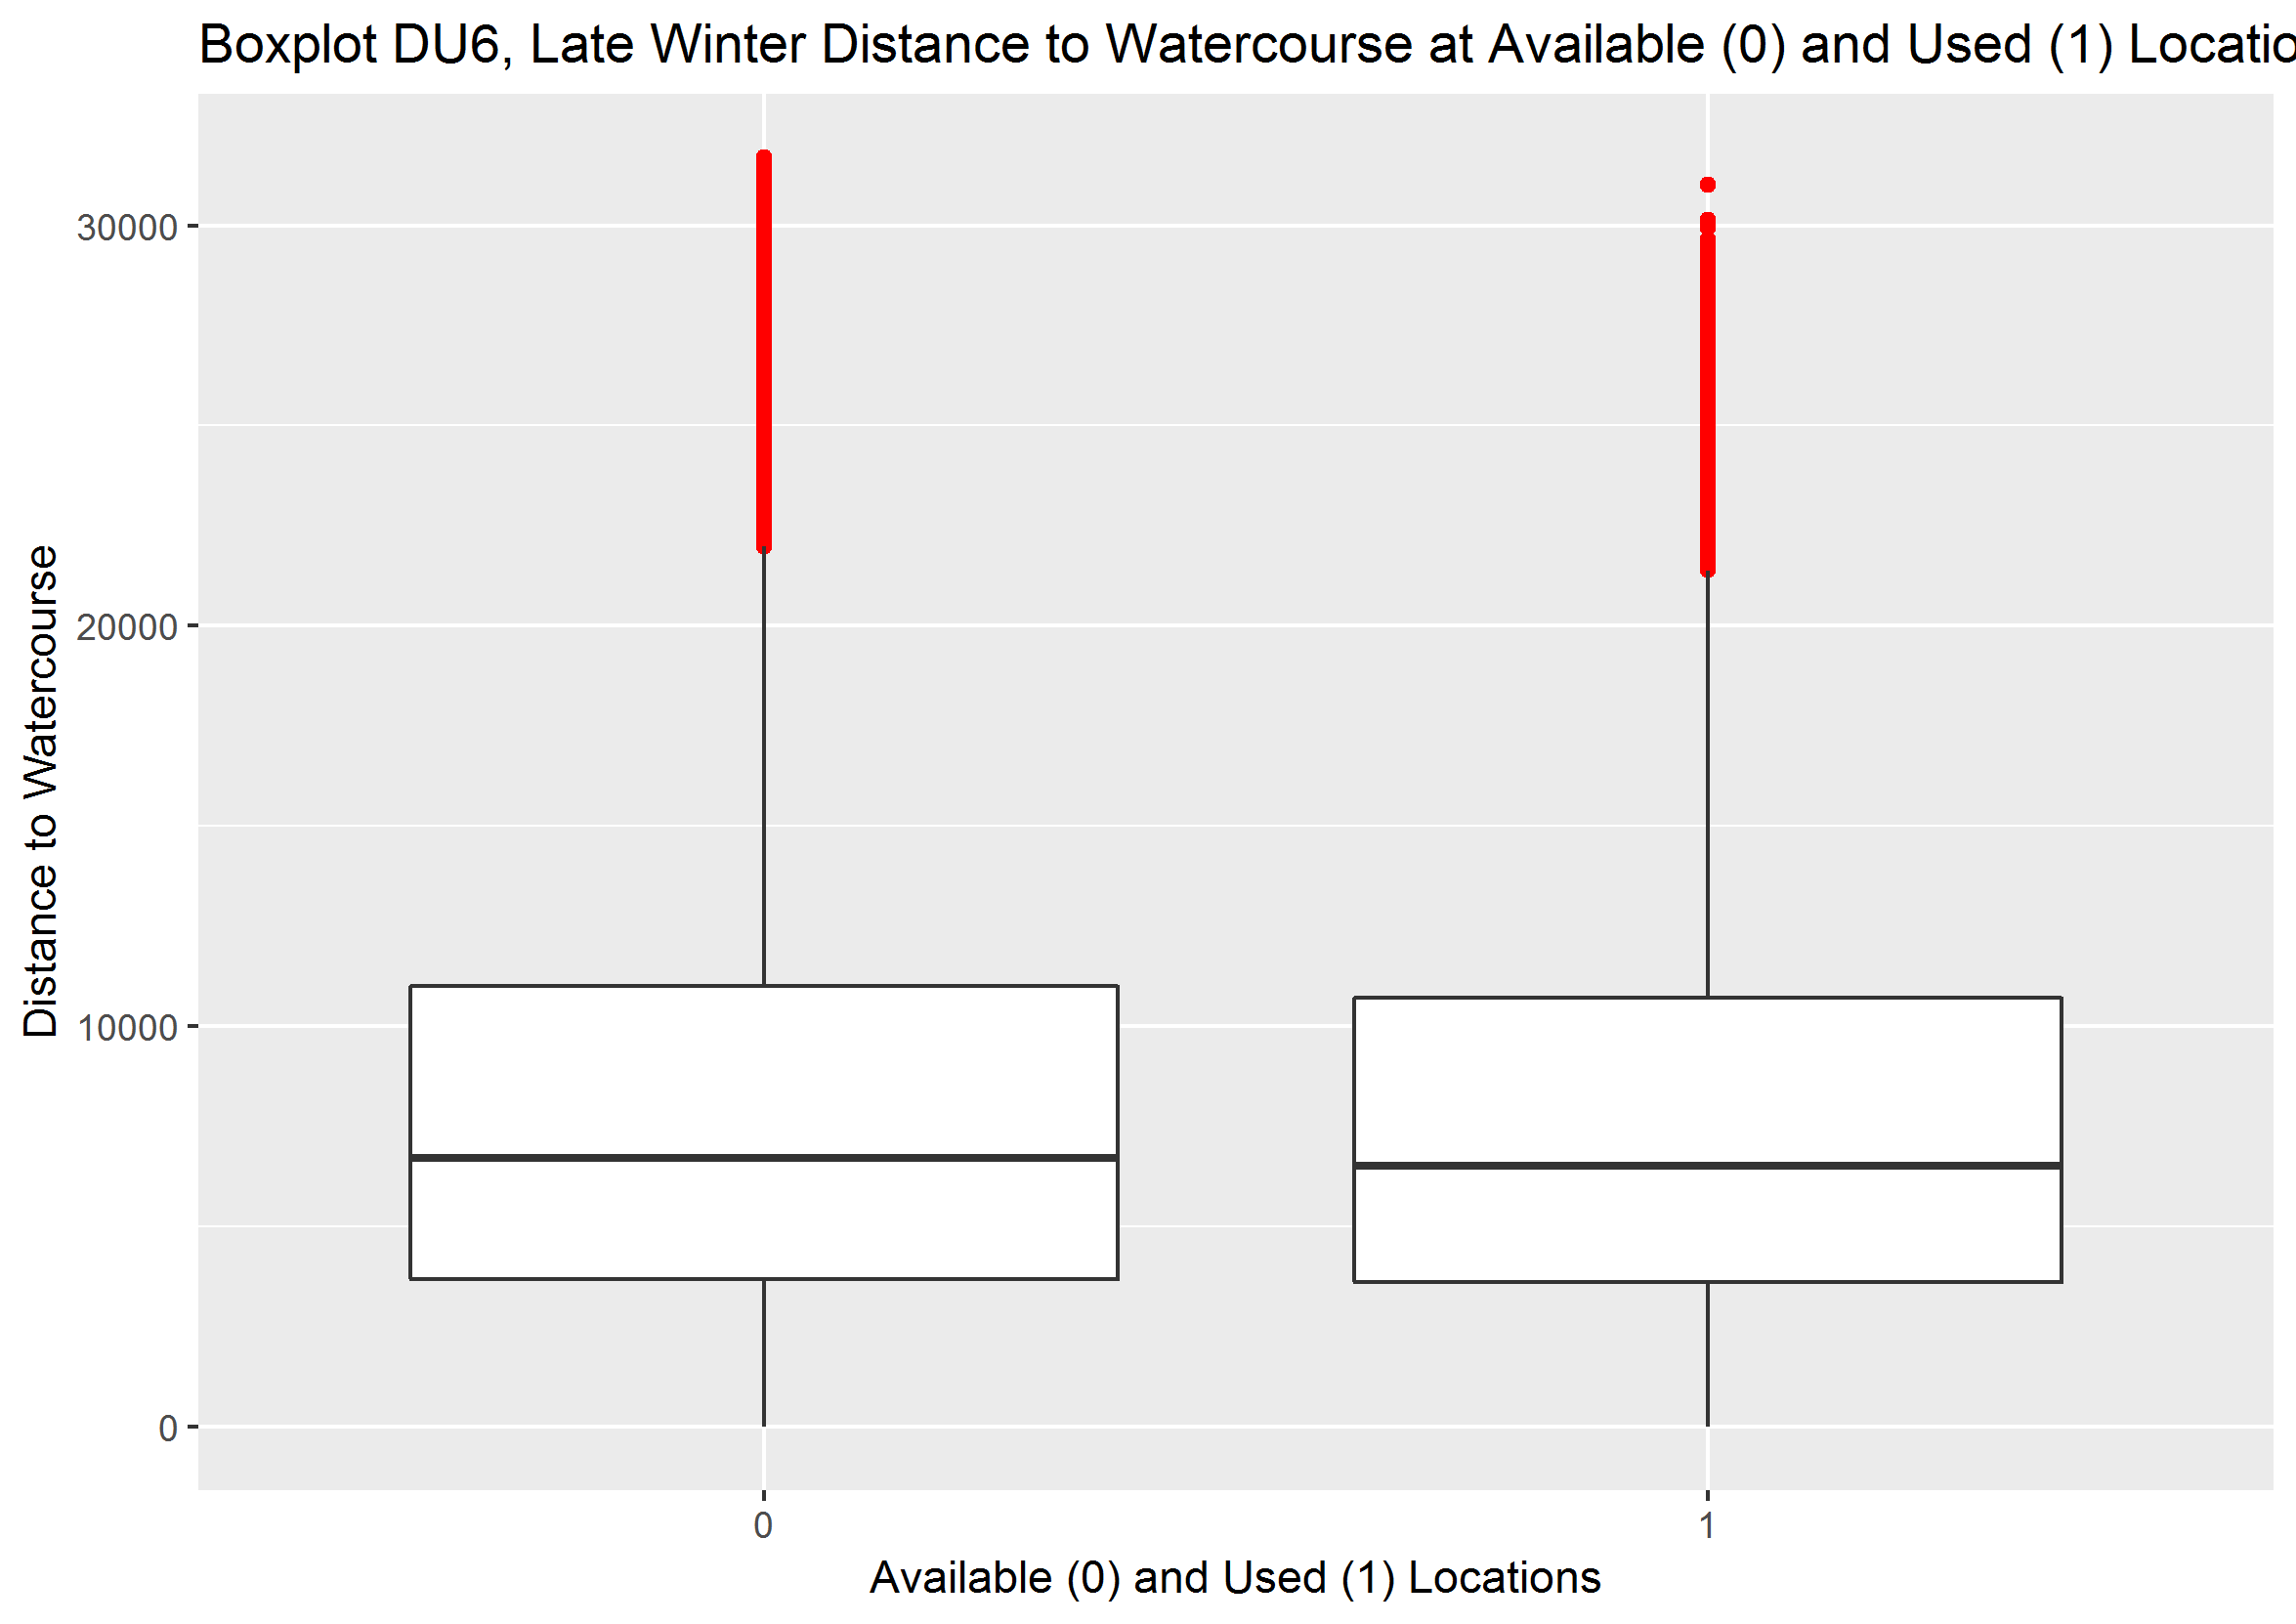 Boxplot DU6, Late Winter Distance to Watercourse at Available (0) and Used (1) Locatio
Distance to Watercourse
30000
20000
10000
0
0 1
Available (0) and Used (1) Locations